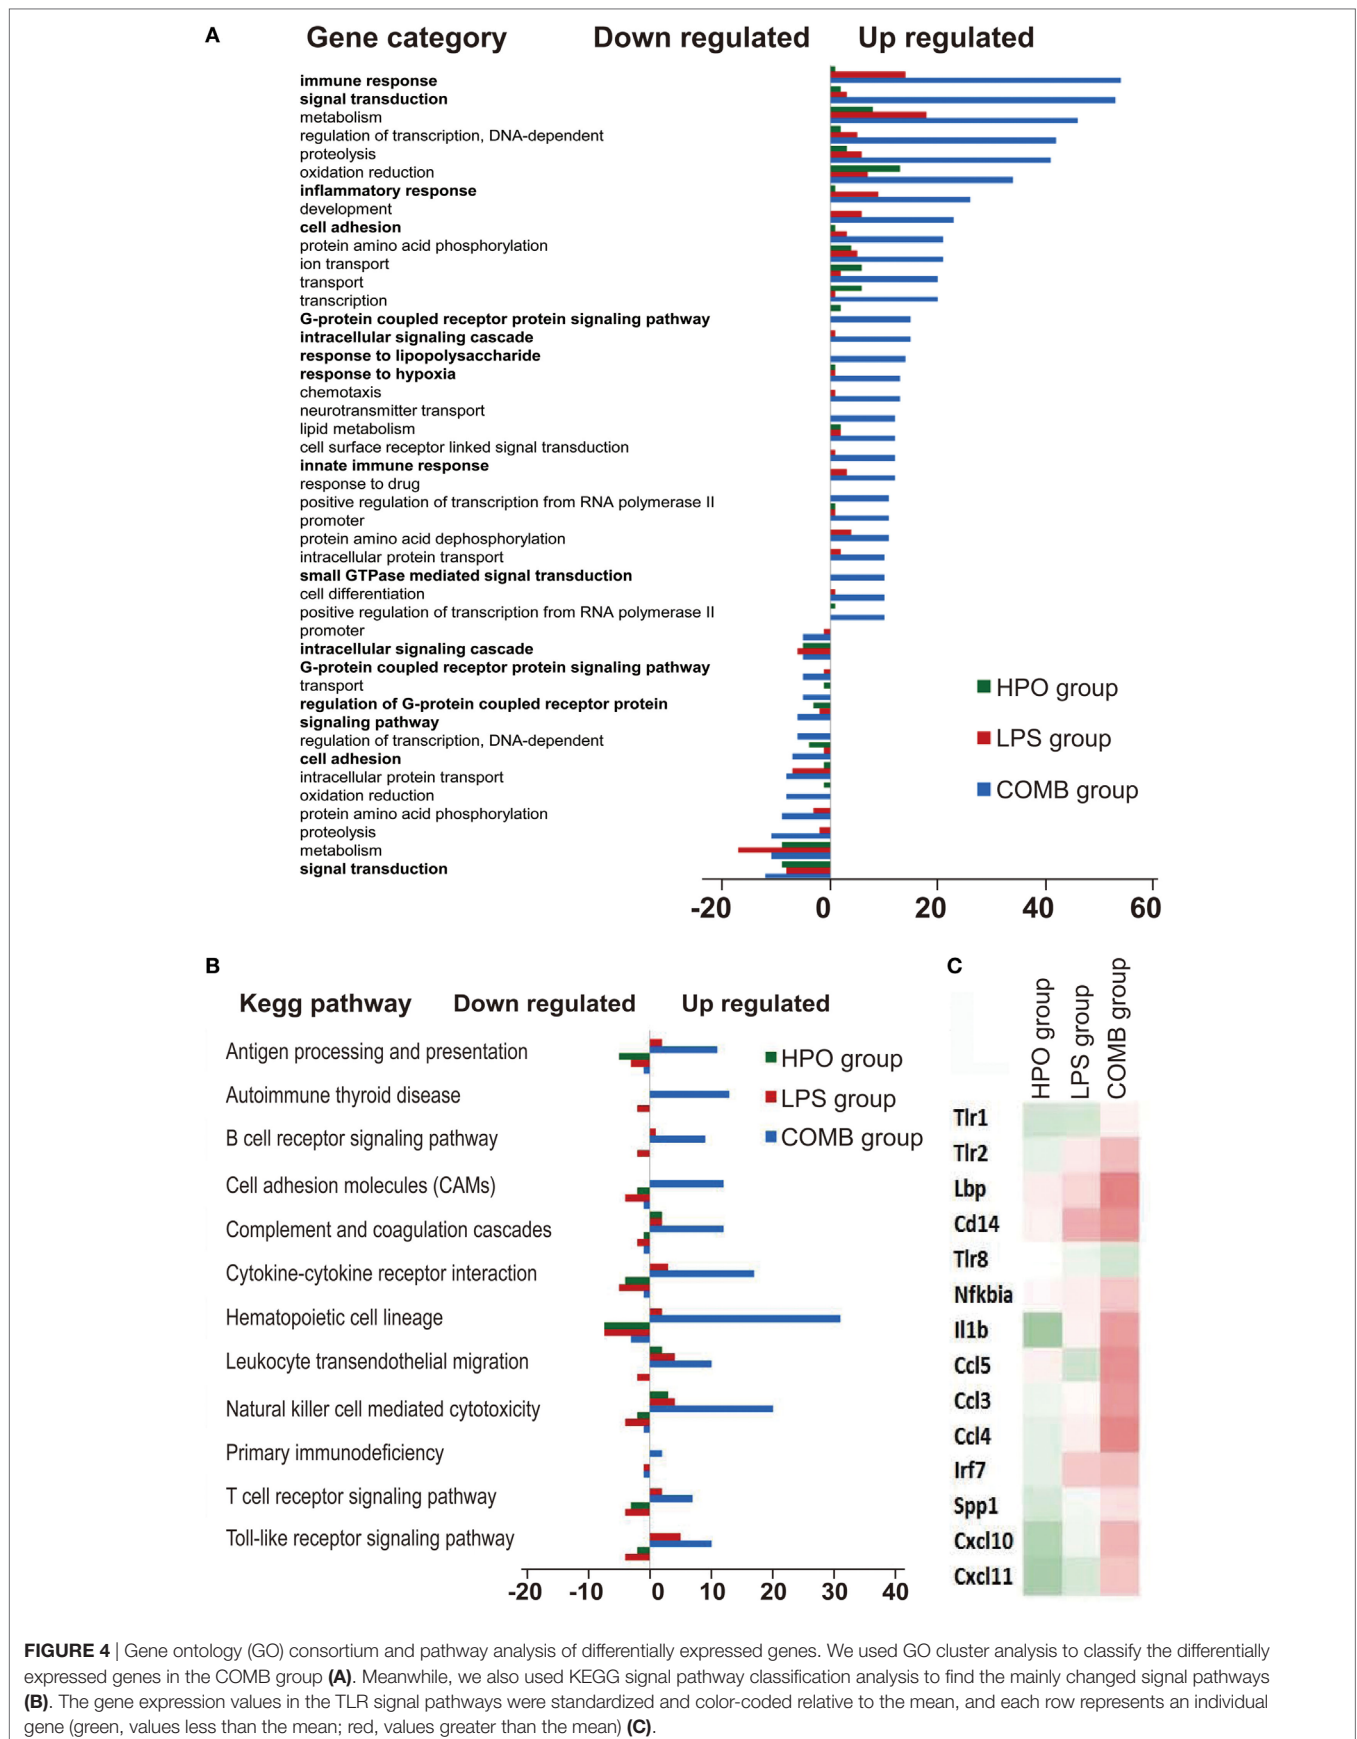 A
Gene category Down regulated Up regulated
immune response
signal transduction
metabolism
regulation of transcription, DNA-dependent
proteolysis
oxidation reduction
inflammatory response
development
cell adhesion
protein amino acid phosphorylation
ion transport
transport
transcription
G-protein coupled receptor protein signaling pathway
intracellular signaling cascade
response to lipopolysaccharide
response to hypoxia
chemotaxis
neurotransmitter transport
lipid metabolism
cell surface receptor linked signal transduction
innate immune response
response to drug
positive regulation of transcription from RNA polymerase II
promoter
protein amino acid dephosphorylation
intracellular protein transport
small GTPase mediated signal transduction
cell differentiation
positive regulation of transcription from RNA polymerase II
promoter
intracellular signaling cascade
G-protein coupled receptor protein signaling pathway
transport
regulation of G-protein coupled receptor protein
signaling pathway
regulation of transcription, DNA-dependent
cell adhesion
intracellular protein transport
oxidation reduction
protein amino acid phosphorylation
proteolysis
metabolism
signal transduction
HPO group
LPS group
COMB group
-20 0 20 40 60
B
Kegg pathway Down regulated Up regulated
Antigen processing and presentation
Autoimmune thyroid disease
B cell receptor signaling pathway
Cell adhesion molecules (CAMs)
Complement and coagulation cascades
Cytokine-cytokine receptor interaction
Hematopoietic cell lineage
Leukocyte transendothelial migration
Natural killer cell mediated cytotoxicity
Primary immunodeficiency
T cell receptor signaling pathway
Toll-like receptor signaling pathway
HPO group
LPS group
COMB group
-20 -10 0 10 20 30 40
C
HPO group
LPS group
COMB group
Tlr1
Tlr2
Lbp
Cd14
Tlr8
Nfkbia
Il1b
Ccl5
Ccl3
Ccl4
Irf7
Spp1
Cxcl10
Cxcl11
FIGURE 4 | Gene ontology (GO) consortium and pathway analysis of differentially expressed genes. We used GO cluster analysis to classify the differentially
expressed genes in the COMB group (A). Meanwhile, we also used KEGG signal pathway classification analysis to find the mainly changed signal pathways
(B). The gene expression values in the TLR signal pathways were standardized and color-coded relative to the mean, and each row represents an individual
gene (green, values less than the mean; red, values greater than the mean) (C).